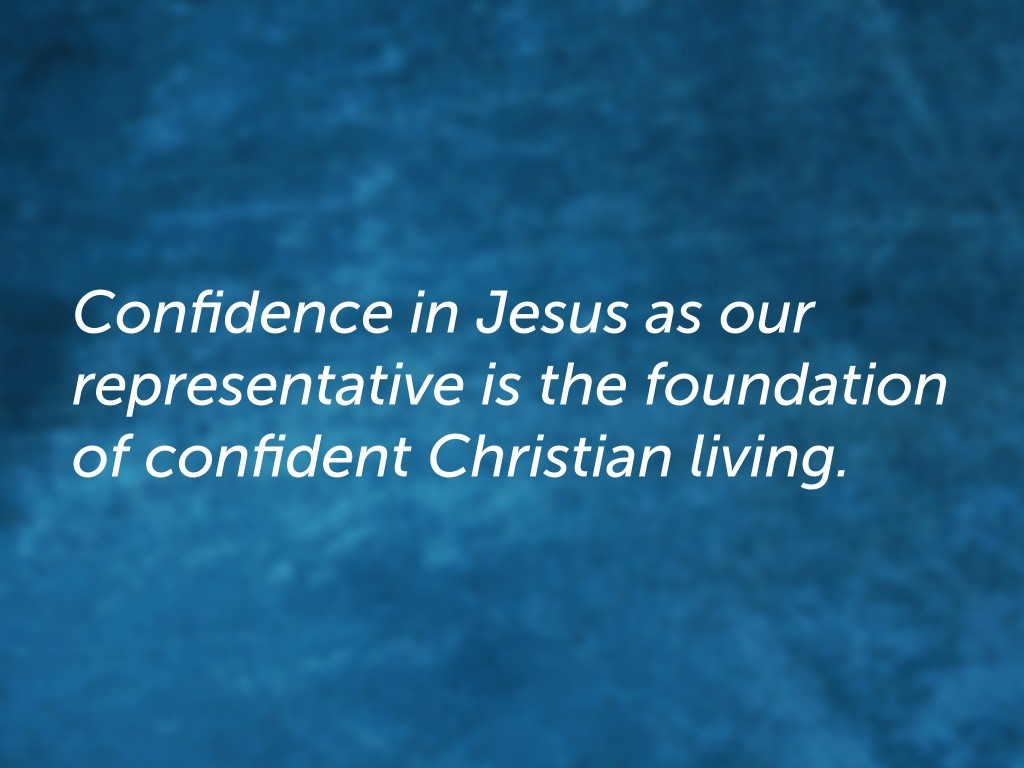 Confidence in Jesus as our
representative is the foundation
of confident Christian living.